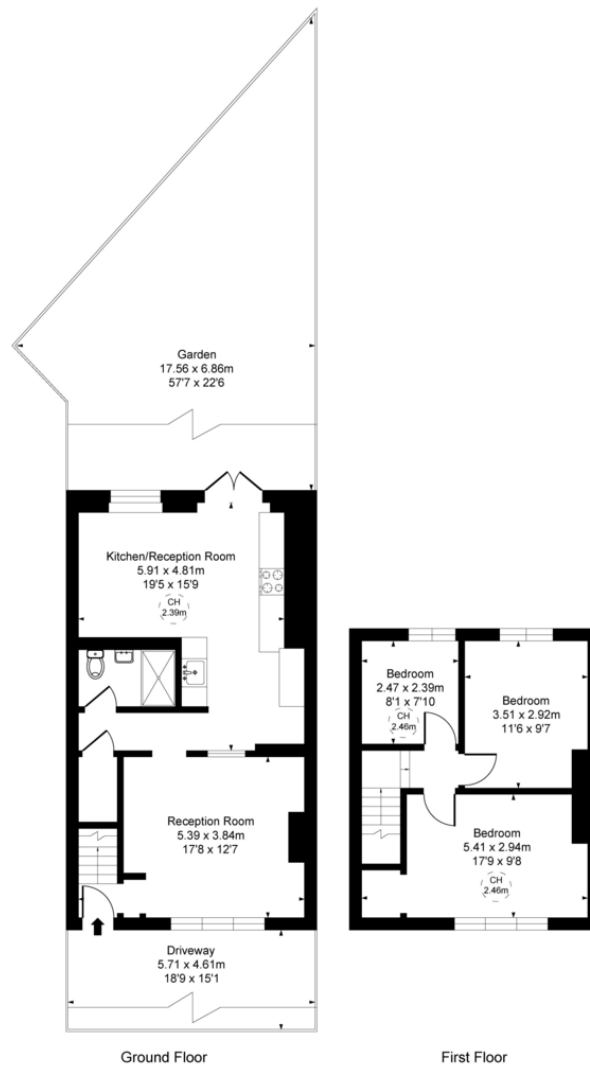 Garden
17.56 x 6.86m
57'7 x 22'6
Kitchen/Reception Room
5.91 x 4.81m
19'5 x 15'9
CH
2.39m
Reception Room
5.39 x 3.84m
17'8 x 12'7
Driveway
5.71 x 4.61m
18'9 x 15'1
Ground Floor
Bedroom
2.47 x 2.39m
8'1 x 7'10
CH
2.46m
Bedroom
3.51 x 2.92m
11'6 x 9'7
Bedroom
5.41 x 2.94m
17'9 x 9'8
CH
2.46m
First Floor